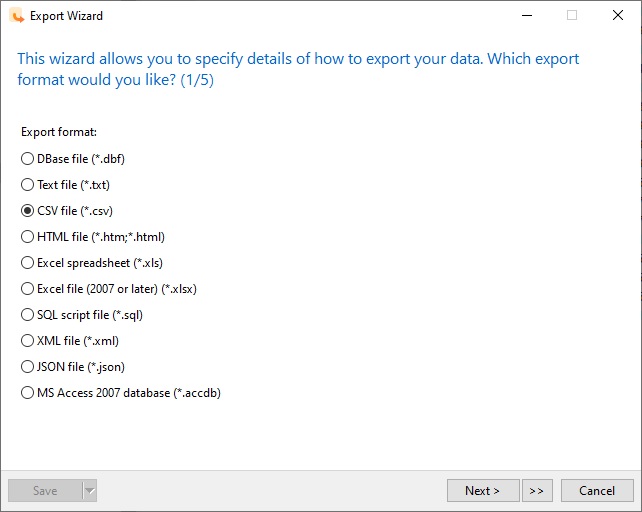 Export Wizard
This wizard allows you to specify details of how to export your data. Which export
format would you like? (1/5)
Export format:
DBase file (*.dbf)
Text file (*.txt)
CSV file (*.csv)
HTML file (*.htm;*.html)
Excel spreadsheet (*.xls)
Excel file (2007 or later) (*.xlsx)
SQL script file (*.sql)
XML file (*.xml)
JSON file (*.json)
MS Access 2007 database (*.accdb)
Save Next > >> Cancel